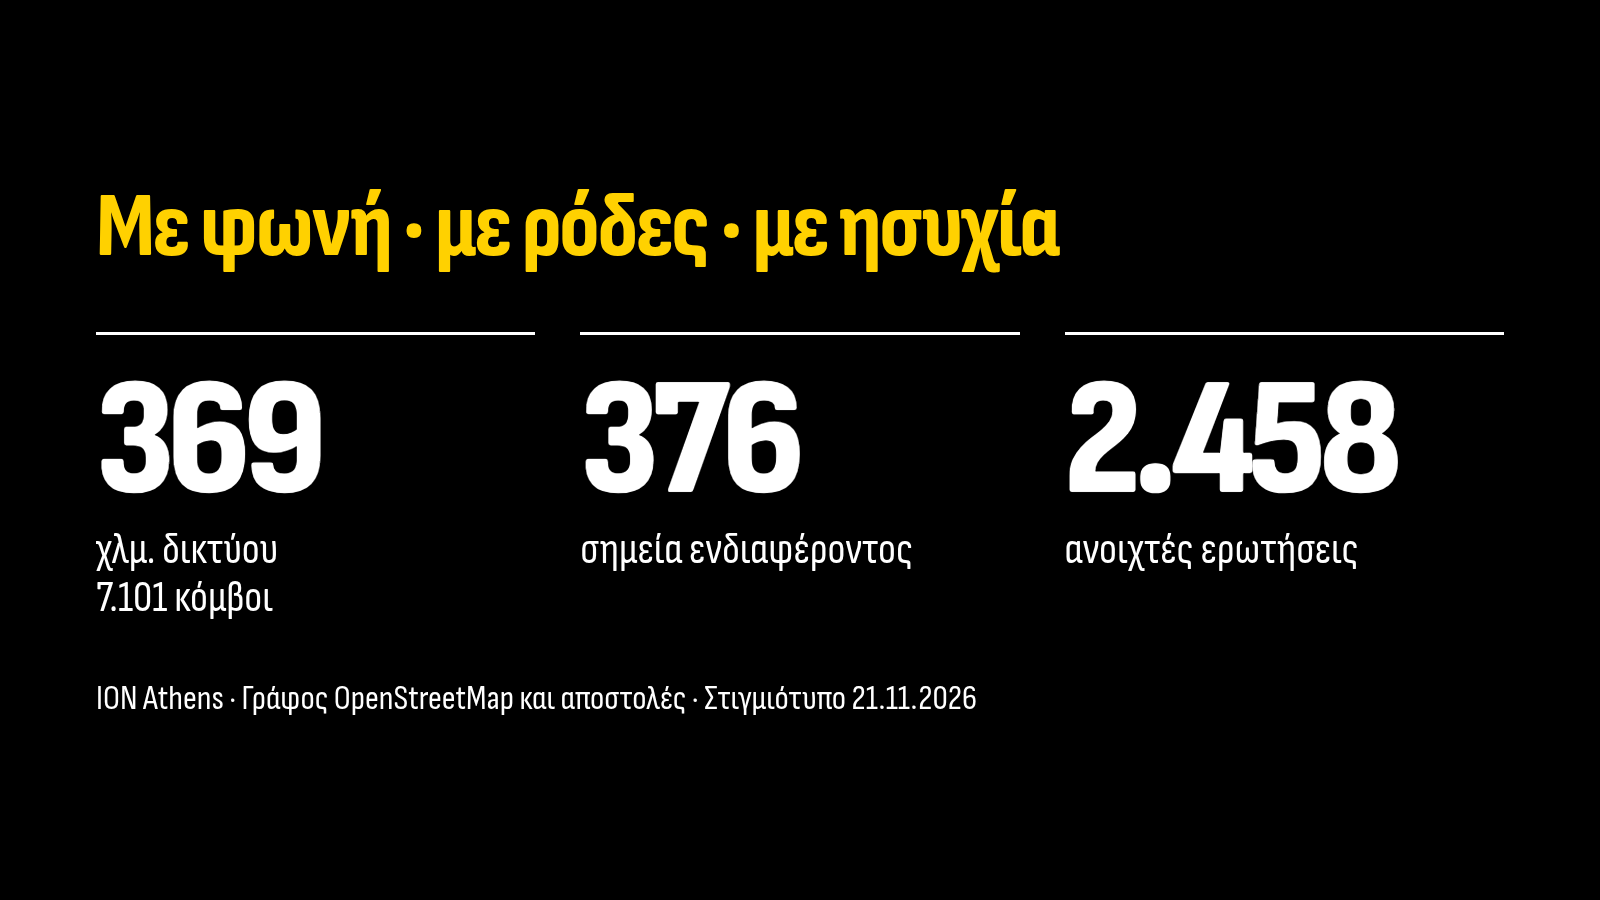 Με φωνή · με ρόδες · με ησυχία
369
χλμ. δικτύου
7.101 κόμβοι
376
σημεία ενδιαφέροντος
2.458
ανοιχτές ερωτήσεις
ION Athens · Γράφος OpenStreetMap και αποστολές · Στιγμιότυπο 21.11.2026